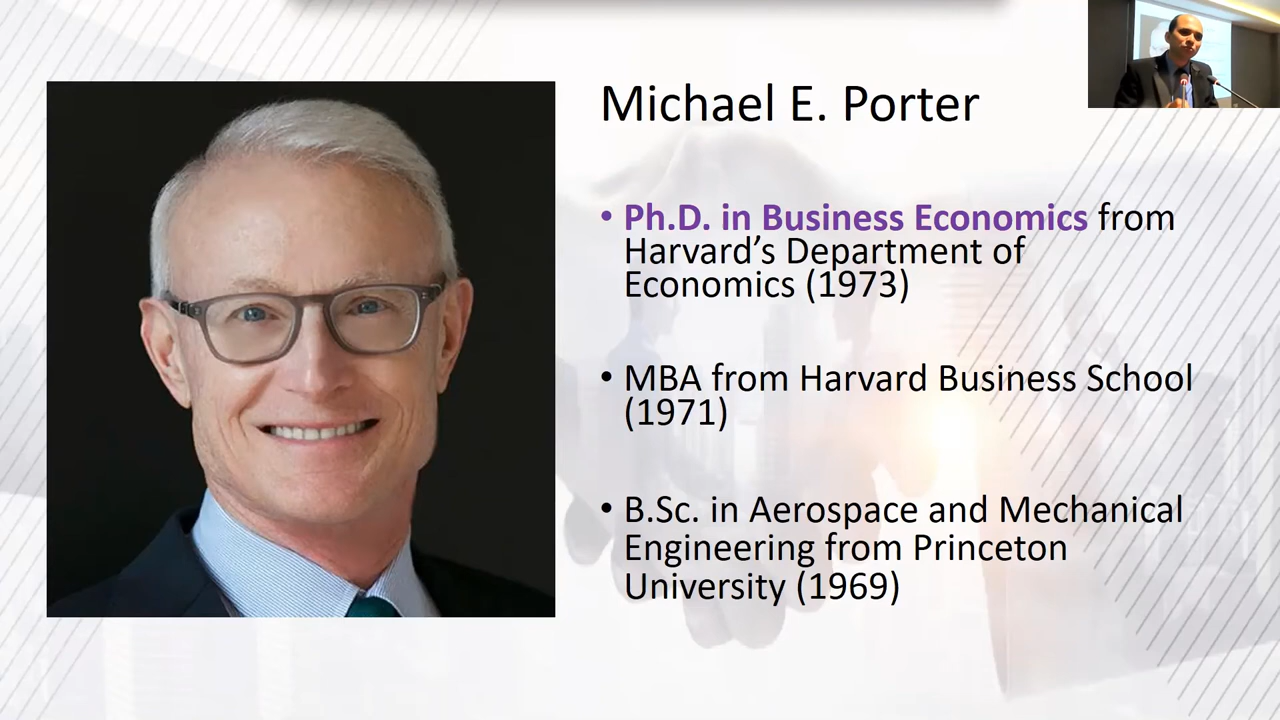 Michael E. Porter
• Ph.D. in Business Economics from
Harvard’s Department of
Economics (1973)
• MBA from Harvard Business School
(1971)
• B.Sc. in Aerospace and Mechanical
Engineering from Princeton
University (1969)